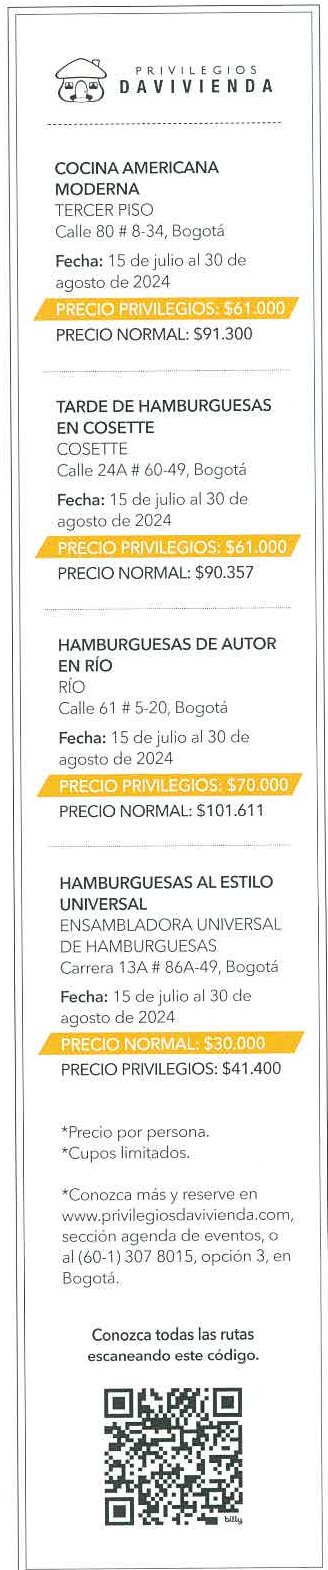 PRIVILEGIOS
DAVIVIENDA
COCINA AMERICANA
MODERNA
TERCER PISO
Calle 80 # 8-34, Bogotá
Fecha: 15 de julio al 30 de
agosto de 2024
PRECIO PRIVILEGIOS: $61.000
PRECIO NORMAL: $91.300
TARDE DE HAMBURGUESAS
EN COSETTE
COSETTE
Calle 24A # 60-49, Bogotá
Fecha: 15 de julio al 30 de
agosto de 2024
PRECIO PRIVILEGIOS: $61.000
PRECIO NORMAL: $90.357
HAMBURGUESAS DE AUTOR
EN RÍO
RÍO
Calle 61 # 5-20, Bogotá
Fecha: 15 de julio al 30 de
agosto de 2024
PRECIO PRIVILEGIOS: $70.000
PRECIO NORMAL: $101.611
HAMBURGUESAS AL ESTILO
UNIVERSAL
ENSAMBLADORA UNIVERSAL
DE HAMBURGUESAS
Carrera 13A # 86A-49, Bogotá
Fecha: 15 de julio al 30 de
agosto de 2024
PRECIO NORMAL: $30.000
PRECIO PRIVILEGIOS: $41.400
*Precio por persona.
*Cupos limitados.
*Conozca más y reserve en
www.privilegiosdavivienda.com,
sección agenda de eventos, o
al (60-1) 307 8015, opción 3, en
Bogotá.
Conozca todas las rutas
escaneando este código.
billy